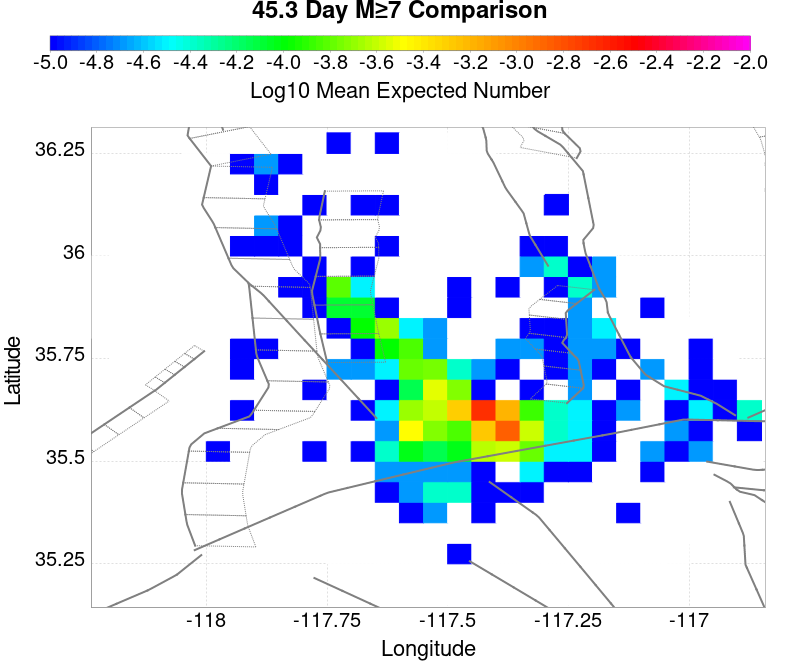 45.3 Day M≥7 Comparison
-5.0 -4.8 -4.6 -4.4 -4.2 -4.0 -3.8 -3.6 -3.4 -3.2 -3.0 -2.8 -2.6 -2.4 -2.2 -2.0
Log10 Mean Expected Number
36.25
36
35.75
35.5
35.25
Latitude
-118 -117.75 -117.5 -117.25 -117
Longitude